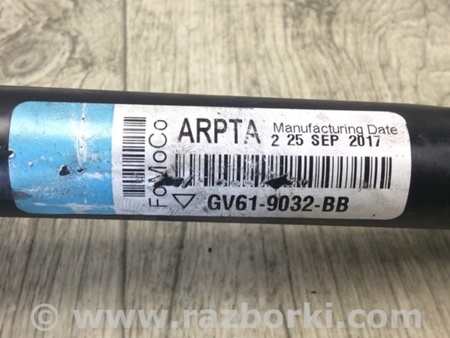 FoMoCo
ARPTA
Manufacturing Date
2 25 SEP 2017
GV61-9032-BB
www.razborki.com